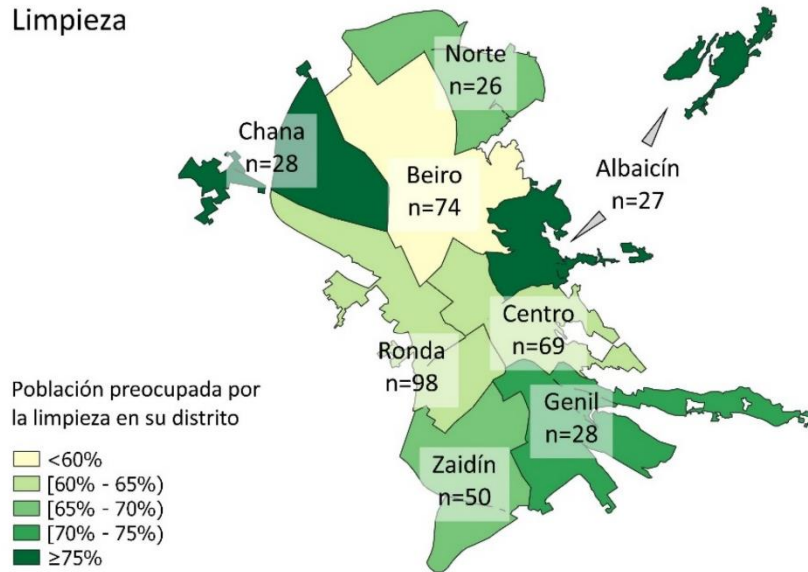 Limpieza
Norte
n=26
Chana
n=28
Albaicín
n=27
Beiro
n=74
Centro
n=69
Ronda
n=98
Genil
n=28
Zaidín
n=50
Población preocupada por
la limpieza en su distrito
<60%
[60% - 65%)
[65% - 70%)
[70% - 75%)
≥75%